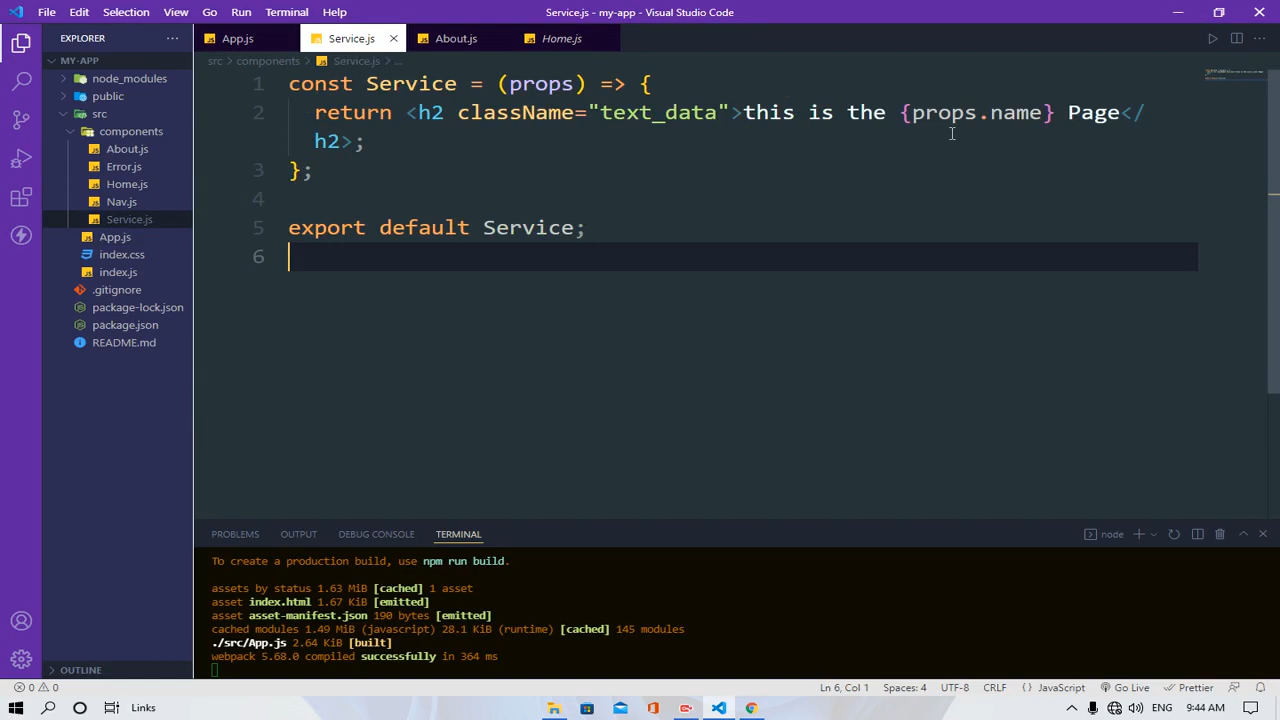 File Edit Selection View Go Run Terminal Help
Service.js - my-app - Visual Studio Code
EXPLORER
MY-APP
node_modules
public
src
components
About.js
Error.js
Home.js
Nav.js
Service.js
App.js
index.css
index.js
.gitignore
package-lock.json
package.json
README.md
OUTLINE
App.js Service.js About.js Home.js
src > components > Service.js > ...
1 const Service = (props) => {
2 return <h2 className="text_data">this is the {props.name} Page</
h2>;
3 };
4
5 export default Service;
6
PROBLEMS OUTPUT DEBUG CONSOLE TERMINAL
node
To create a production build, use npm run build.
assets by status 1.63 MiB [cached] 1 asset
asset index.html 1.67 KiB [emitted]
asset asset-manifest.json 190 bytes [emitted]
cached modules 1.49 MiB (javascript) 28.1 KiB (runtime) [cached] 145 modules
./src/App.js 2.64 KiB [built]
webpack 5.68.0 compiled successfully in 364 ms
0 0 Ln 6, Col 1 Spaces: 4 UTF-8 CRLF {} JavaScript Go Live Prettier
Links ENG 9:44 AM